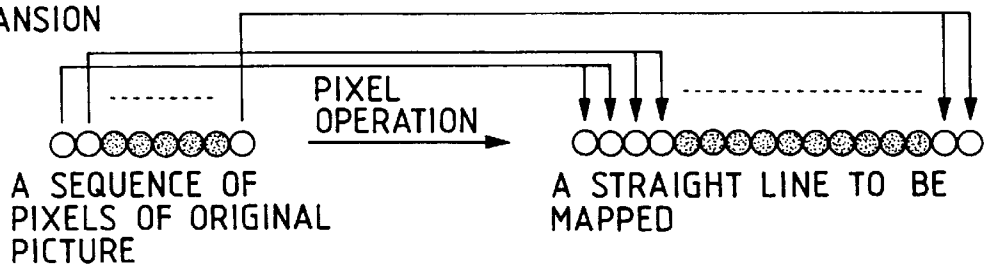 ANSION
PIXEL
OPERATION
A SEQUENCE OF
PIXELS OF ORIGINAL
PICTURE
A STRAIGHT LINE TO BE
MAPPED